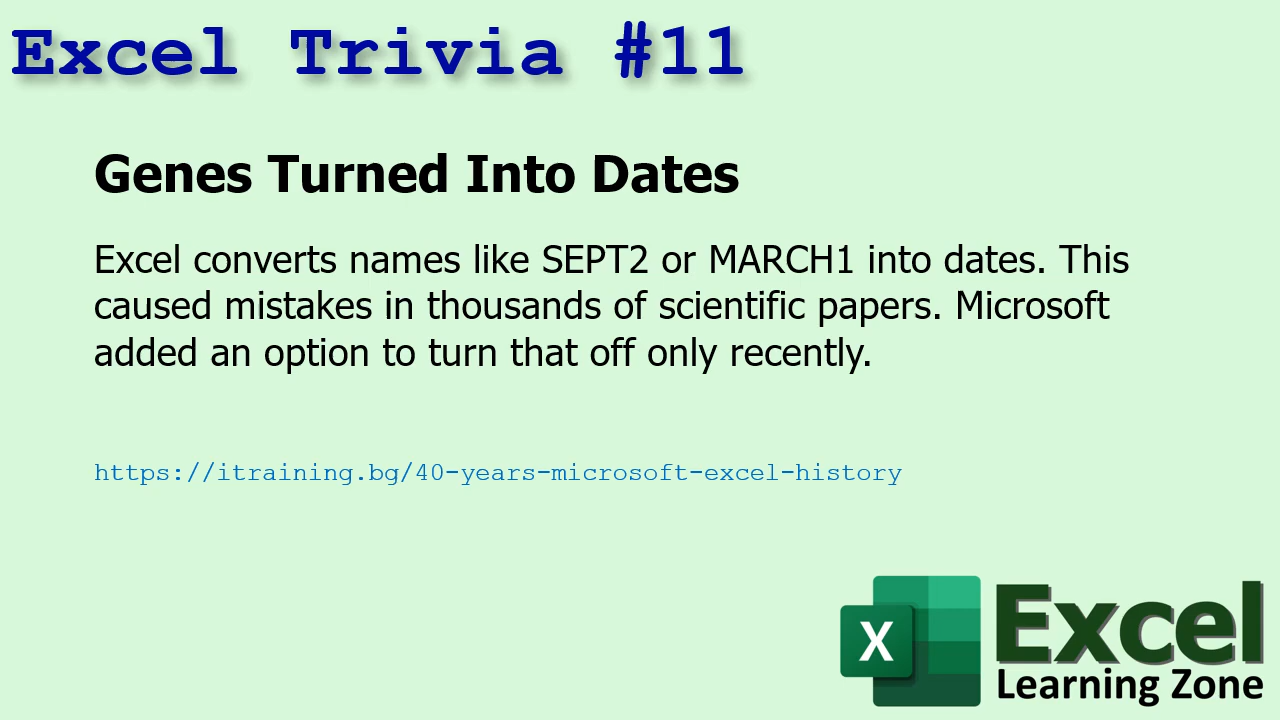 Excel Trivia #11
Genes Turned Into Dates
Excel converts names like SEPT2 or MARCH1 into dates. This
caused mistakes in thousands of scientific papers. Microsoft
added an option to turn that off only recently.
https://itraining.bg/40-years-microsoft-excel-history
X
Excel
Learning Zone